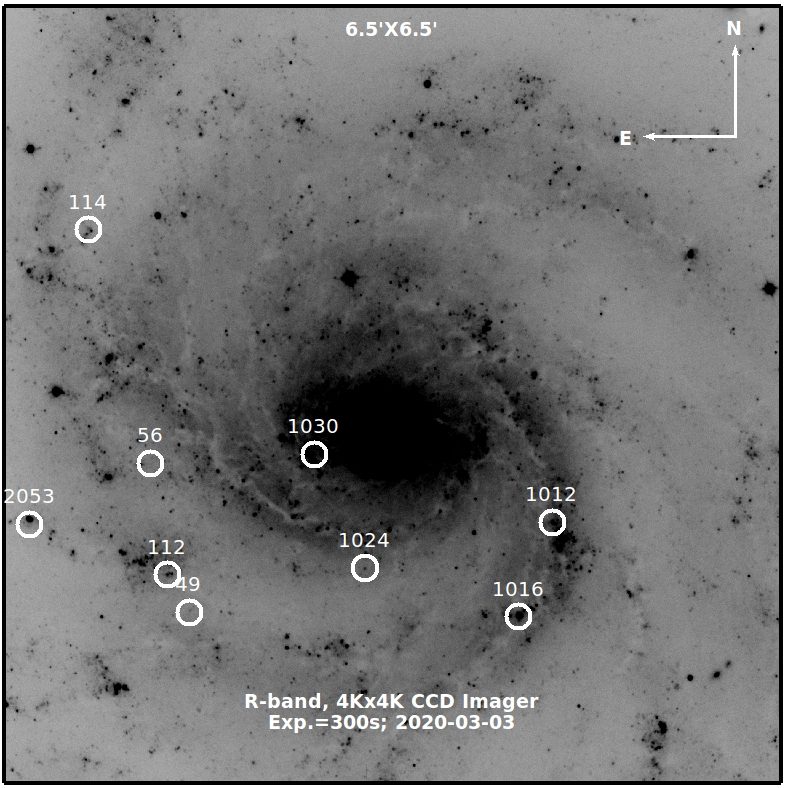 6.5'X6.5'
N
E
114
1030
56
2053
1012
1024
112
49
1016
R-band, 4Kx4K CCD Imager
Exp.=300s; 2020-03-03